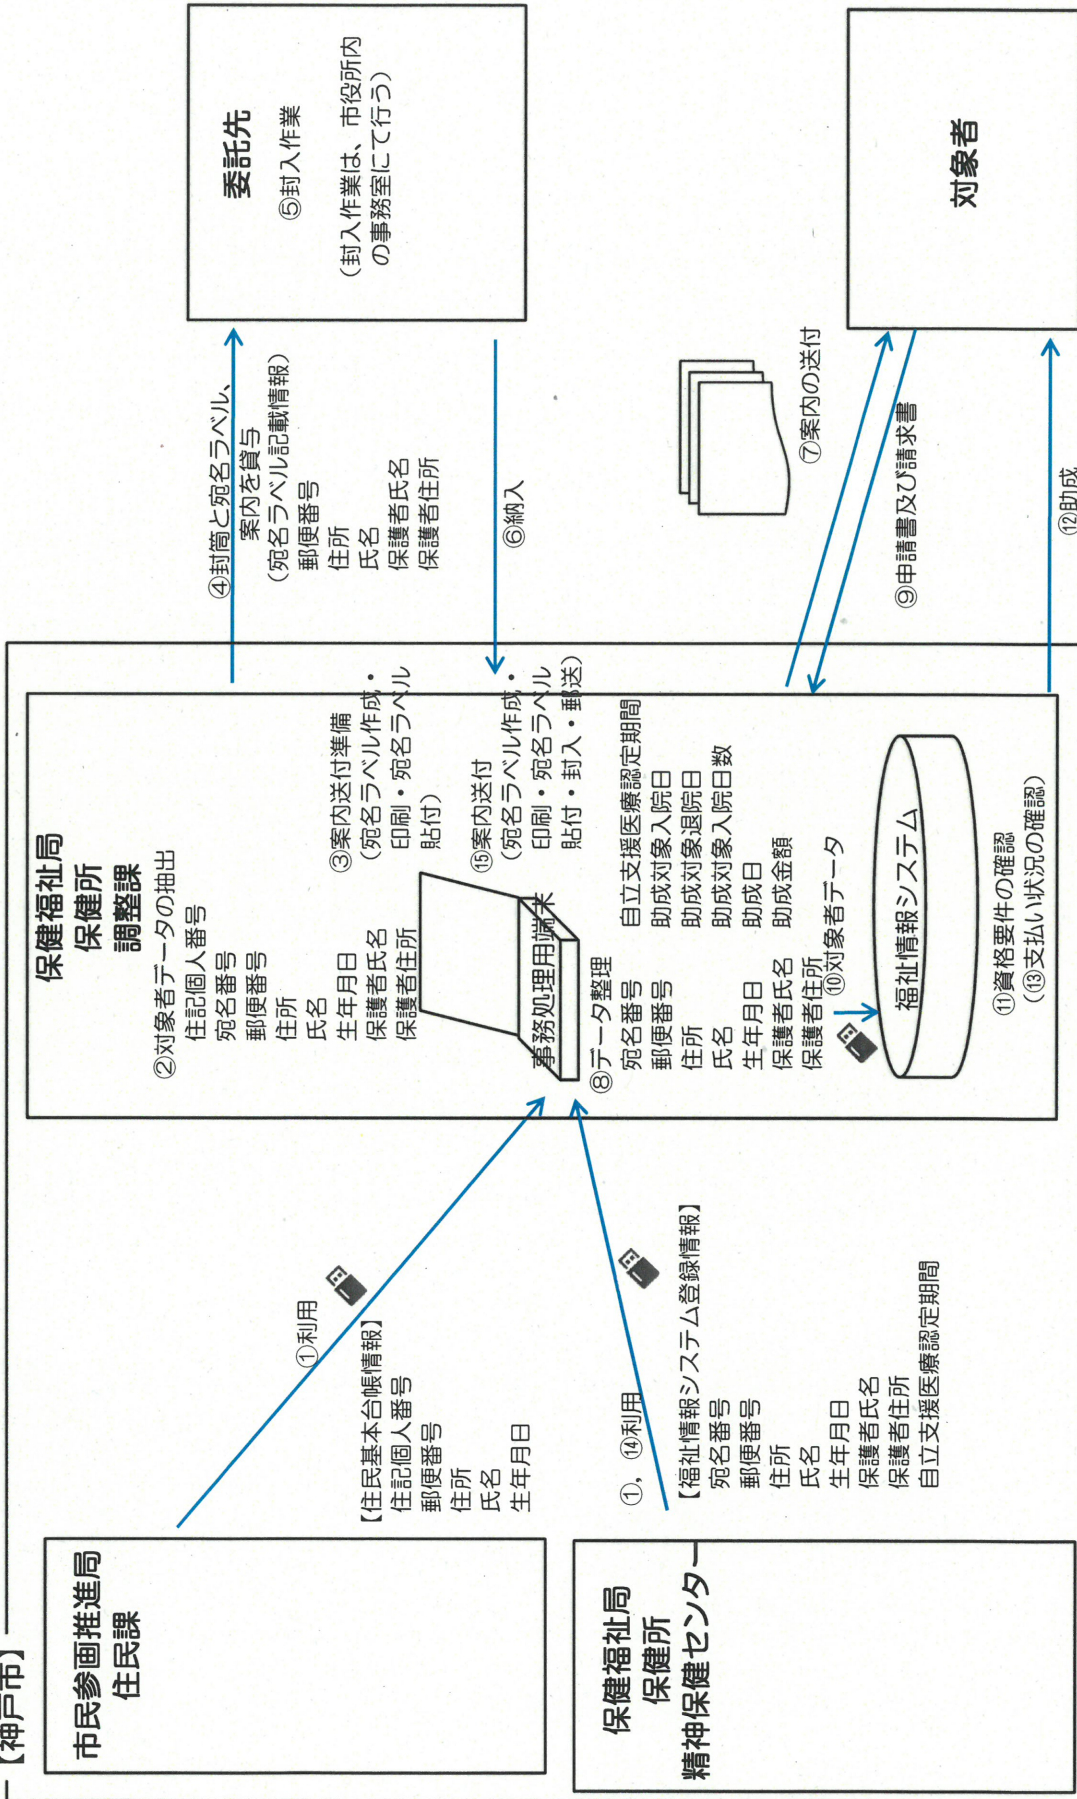 【神戸市】
市民参画推進局
住民課
①利用
【住民基本台帳情報】
住記個人番号
郵便番号
住所
氏名
生年月日
保健福祉局
保健所
精神保健センター
①，⑭利用
【福祉情報システム登録情報】
宛名番号
郵便番号
住所
氏名
生年月日
保護者氏名
保護者住所
自立支援医療認定期間
保健福祉局
保健所
調整課
②対象者データの抽出
住記個人番号
宛名番号
郵便番号
住所
氏名
生年月日
保護者氏名
保護者住所
③案内送付準備
（宛名ラベル作成・
印刷・宛名ラベル
貼付）
⑮案内送付
（宛名ラベル作成・
印刷・宛名ラベル
貼付・封入・郵送）
事務処理用端末
⑧データ整理
宛名番号
郵便番号
住所
氏名
生年月日
保護者氏名
保護者住所
自立支援医療認定期間
助成対象入院日
助成対象退院日
助成対象入院日数
助成日
助成金額
⑩対象者データ
福祉情報システム
⑪資格要件の確認
（⑬支払い状況の確認）
④封筒と宛名ラベル、
案内を貸与
（宛名ラベル記載情報）
郵便番号
住所
氏名
保護者氏名
保護者住所
⑥納入
委託先
⑤封入作業
（封入作業は、市役所内
の事務室にて行う）
⑦案内の送付
⑨申請書及び請求書
⑫助成
対象者